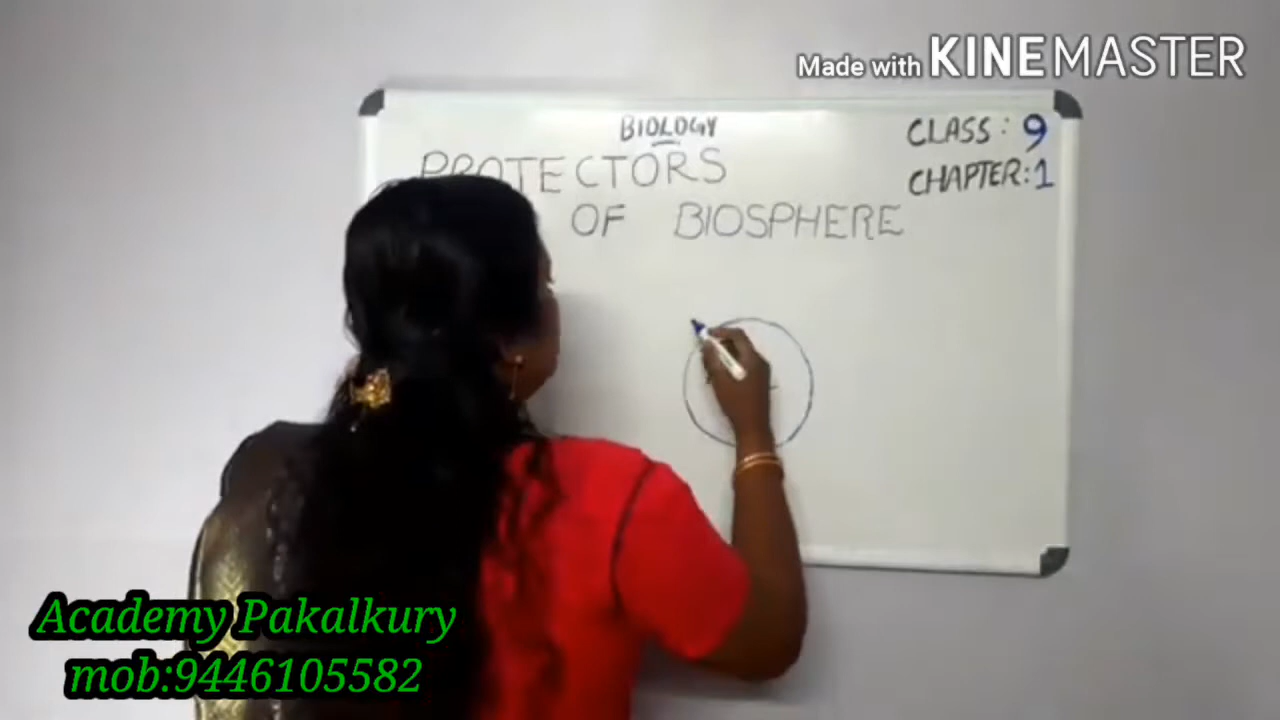 Made with KINEMASTER
BIOLOGY
CLASS: 9
PROTECTORS
CHAPTER:1
OF BIOSPHERE
Academy Pakalkury
mob:9446105582